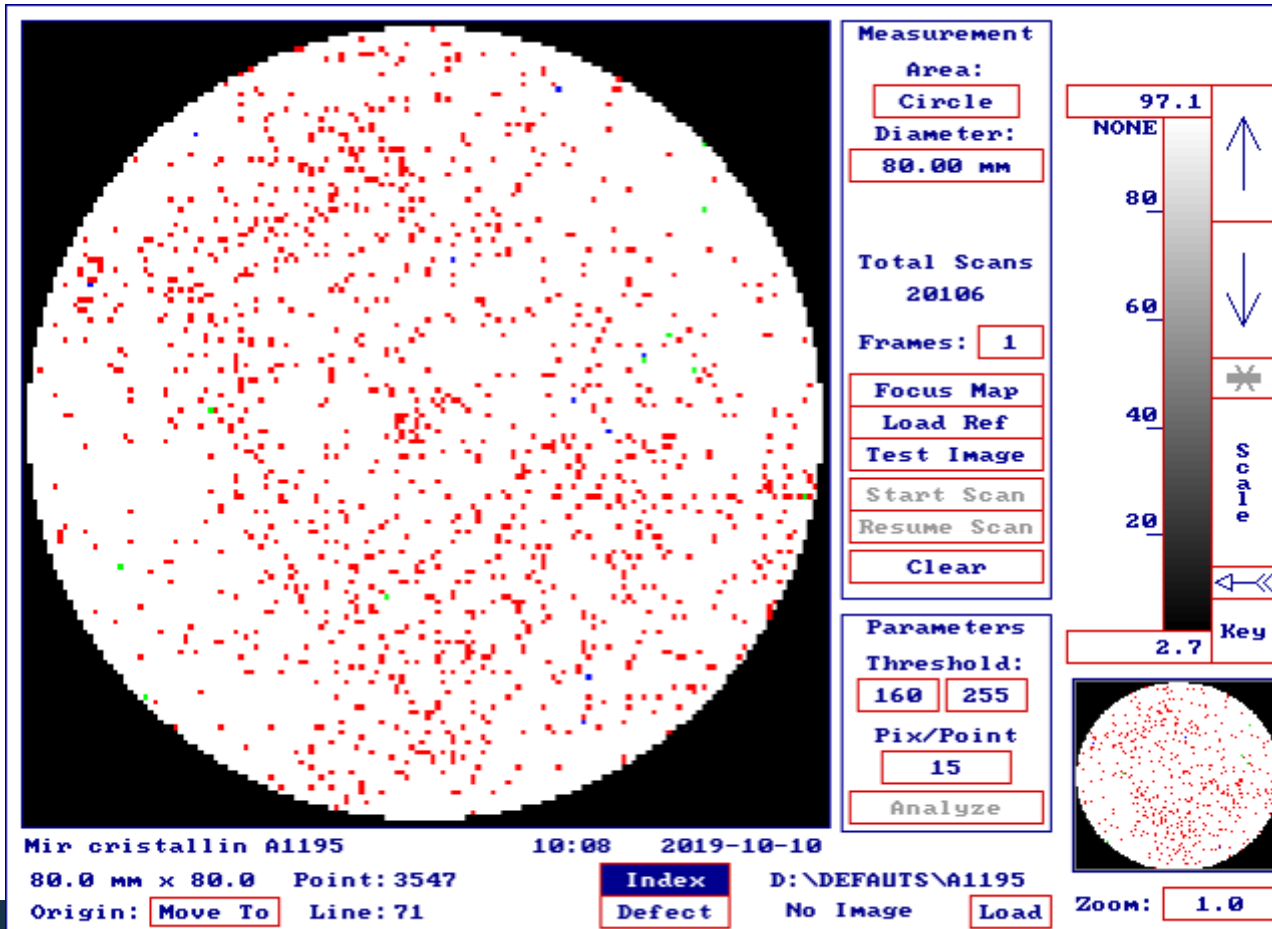 Measurement
Area:
Circle
Diameter:
80.00 mm
Total Scans
20106
Frames: 1
Focus Map
Load Ref
Test Image
Start Scan
Resume Scan
Clear
Parameters
Threshold:
160 255
Pix/Point
15
Analyze
97.1
NONE
80
60
40
20
2.7
Scale
Key
Mir cristallin A1195 10:08 2019-10-10
80.0 mm x 80.0 Point: 3547 Index D:\DEFAUTS\A1195
Origin: Move To Line: 71 Defect No Image Load Zoom: 1.0